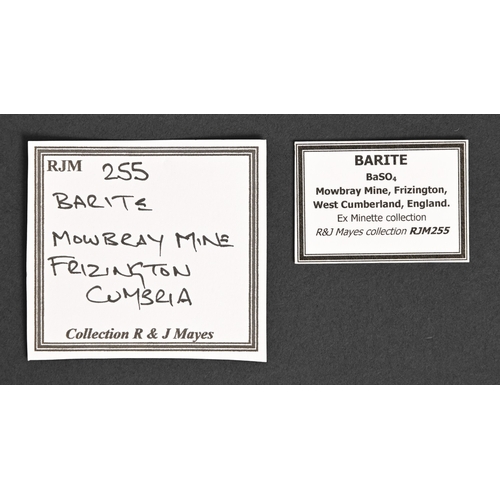 RJM 255
BARITE
MOWBRAY MINE
FRIZINGTON
CUMBRIA
Collection R & J Mayes
BARITE
BaSO₄
Mowbray Mine, Frizington,
West Cumberland, England.
Ex Minette collection
R&J Mayes collection RJM255